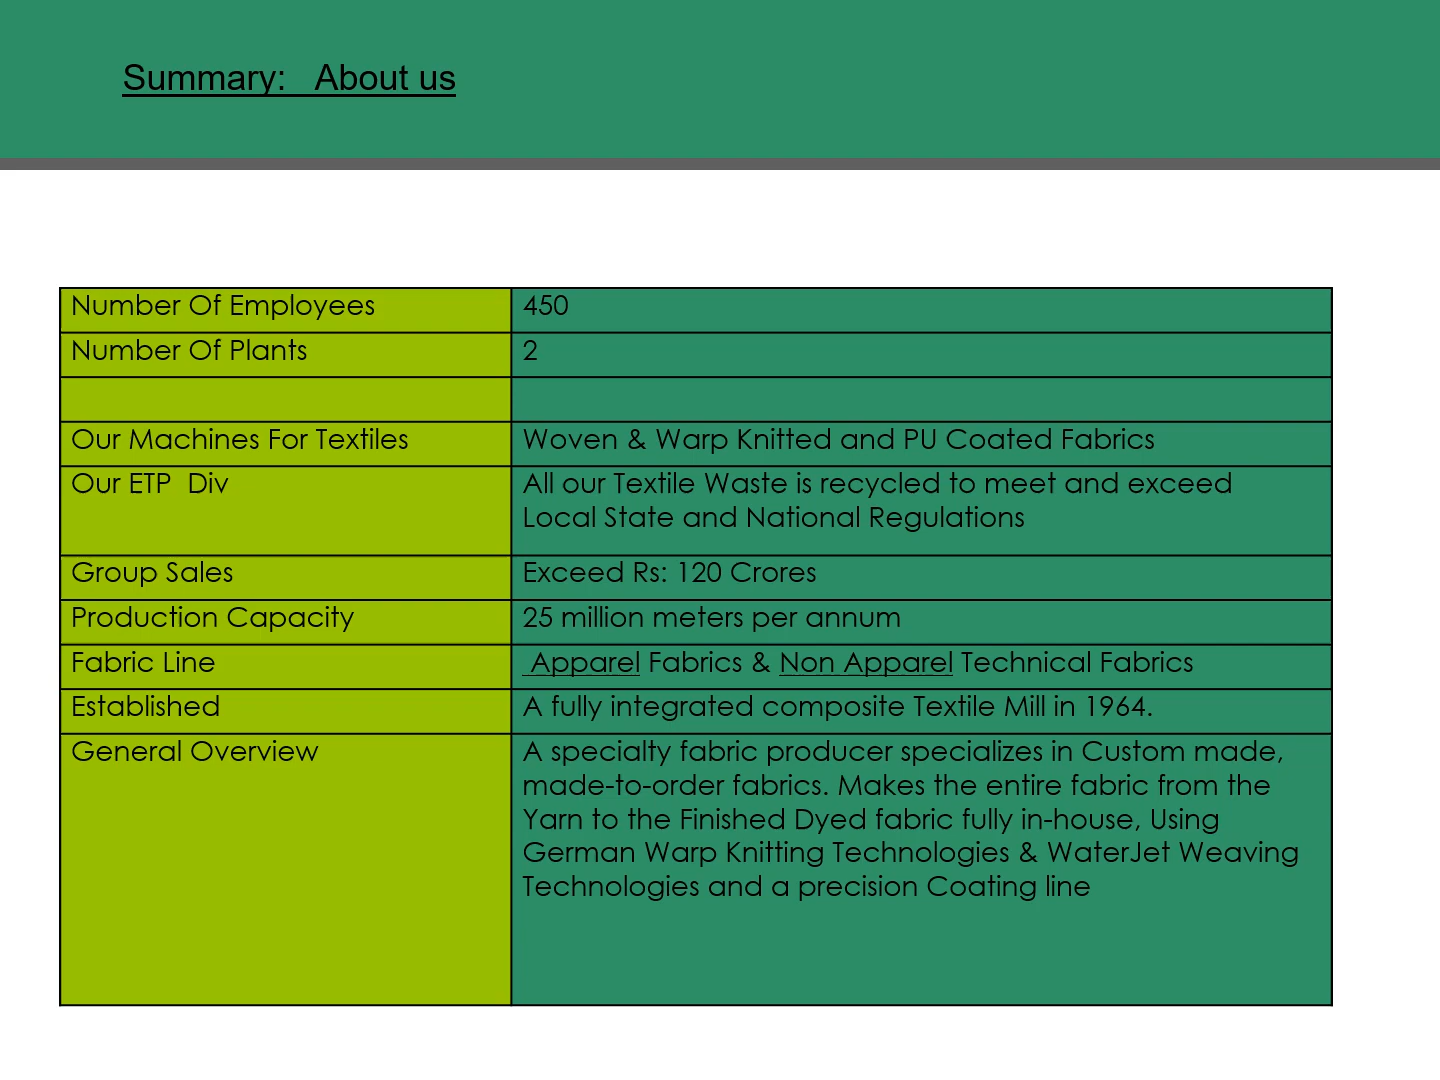 Summary:   About us
Number Of Employees
450
Number Of Plants
2
Our Machines For Textiles
Woven & Warp Knitted and PU Coated Fabrics
Our ETP  Div
All our Textile Waste is recycled to meet and exceed
Local State and National Regulations
Group Sales
Exceed Rs: 120 Crores
Production Capacity
25 million meters per annum
Fabric Line
Apparel Fabrics & Non Apparel Technical Fabrics
Established
A fully integrated composite Textile Mill in 1964.
General Overview
A specialty fabric producer specializes in Custom made,
made-to-order fabrics. Makes the entire fabric from the
Yarn to the Finished Dyed fabric fully in-house, Using
German Warp Knitting Technologies & WaterJet Weaving
Technologies and a precision Coating line